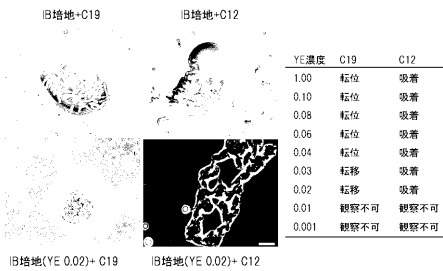 IB培地+C19
IB培地+C12
YE濃度 C19 C12
1.00 転位 吸着
0.10 転位 吸着
0.08 転位 吸着
0.06 転位 吸着
0.04 転位 吸着
0.03 転移 吸着
0.02 転移 吸着
0.01 観察不可 観察不可
0.001 観察不可 観察不可
IB培地(YE 0.02)+ C19
IB培地(YE 0.02)+ C12